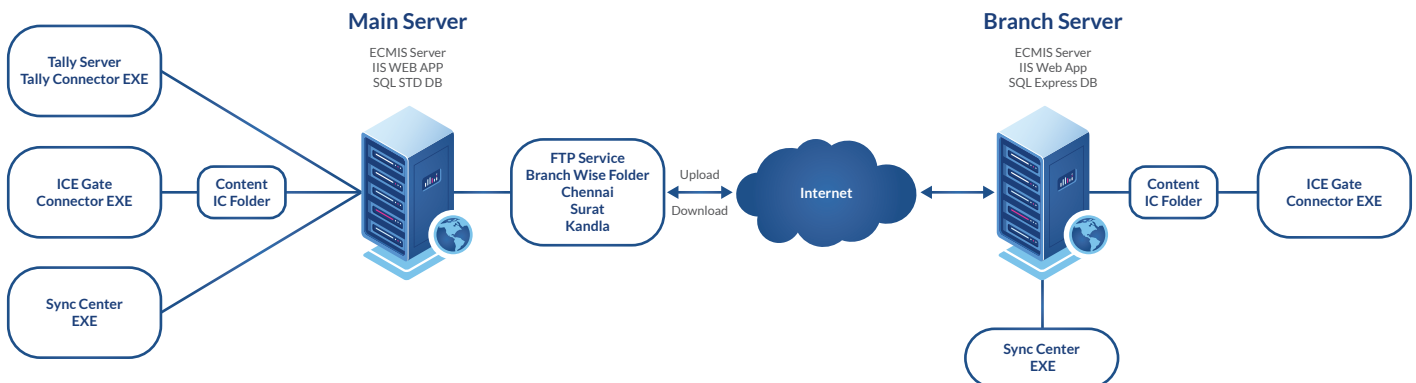 Main Server
ECMIS Server
IIS WEB APP
SQL STD DB
Tally Server
Tally Connector EXE
ICE Gate
Connector EXE
Content
IC Folder
Sync Center
EXE
FTP Service
Branch Wise Folder
Chennai
Surat
Kandla
Upload
Download
Internet
Branch Server
ECMIS Server
IIS Web App
SQL Express DB
Content
IC Folder
ICE Gate
Connector EXE
Sync Center
EXE